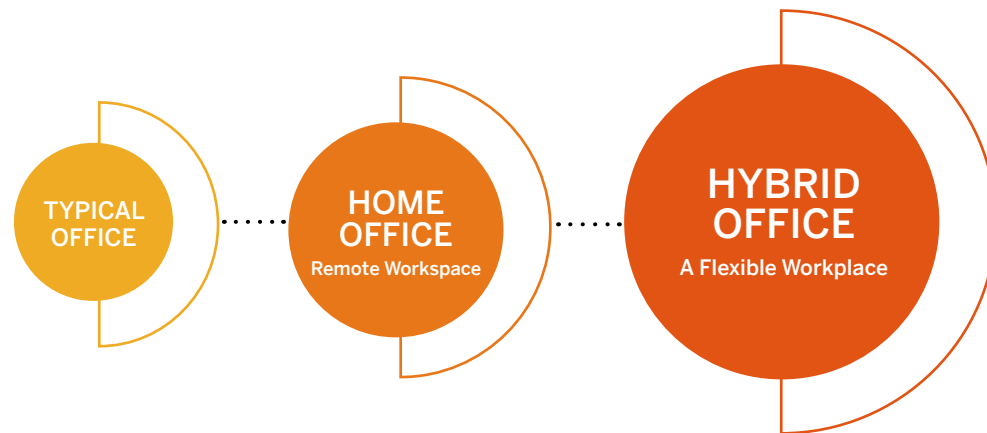 TYPICAL
OFFICE
HOME
OFFICE
Remote Workspace
HYBRID
OFFICE
A Flexible Workplace